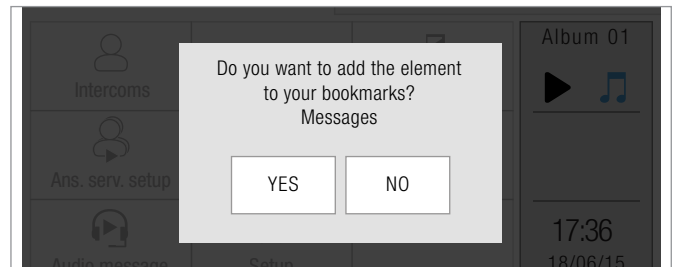 Album 01
Do you want to add the element
to your bookmarks?
Messages
Intercoms
Ans. serv. setup
YES
NO
17:36
Audio message
Setup
18/06/15